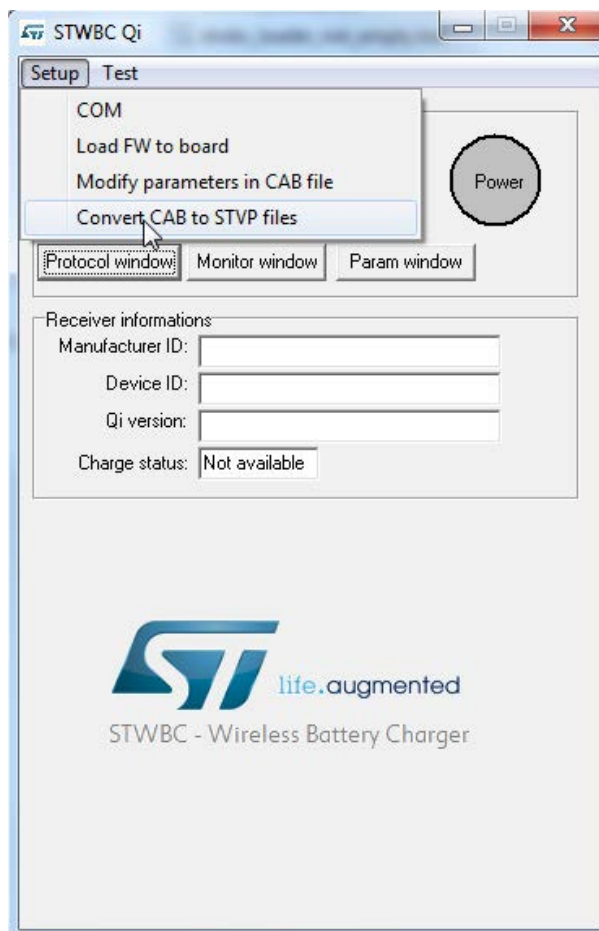 STWBC Qi
Setup Test
COM
Load FW to board
Modify parameters in CAB file
Convert CAB to STVP files
Power
Protocol window Monitor window Param window
Receiver informations
Manufacturer ID:
Device ID:
Qi version:
Charge status: Not available
ST life.augmented
STWBC - Wireless Battery Charger